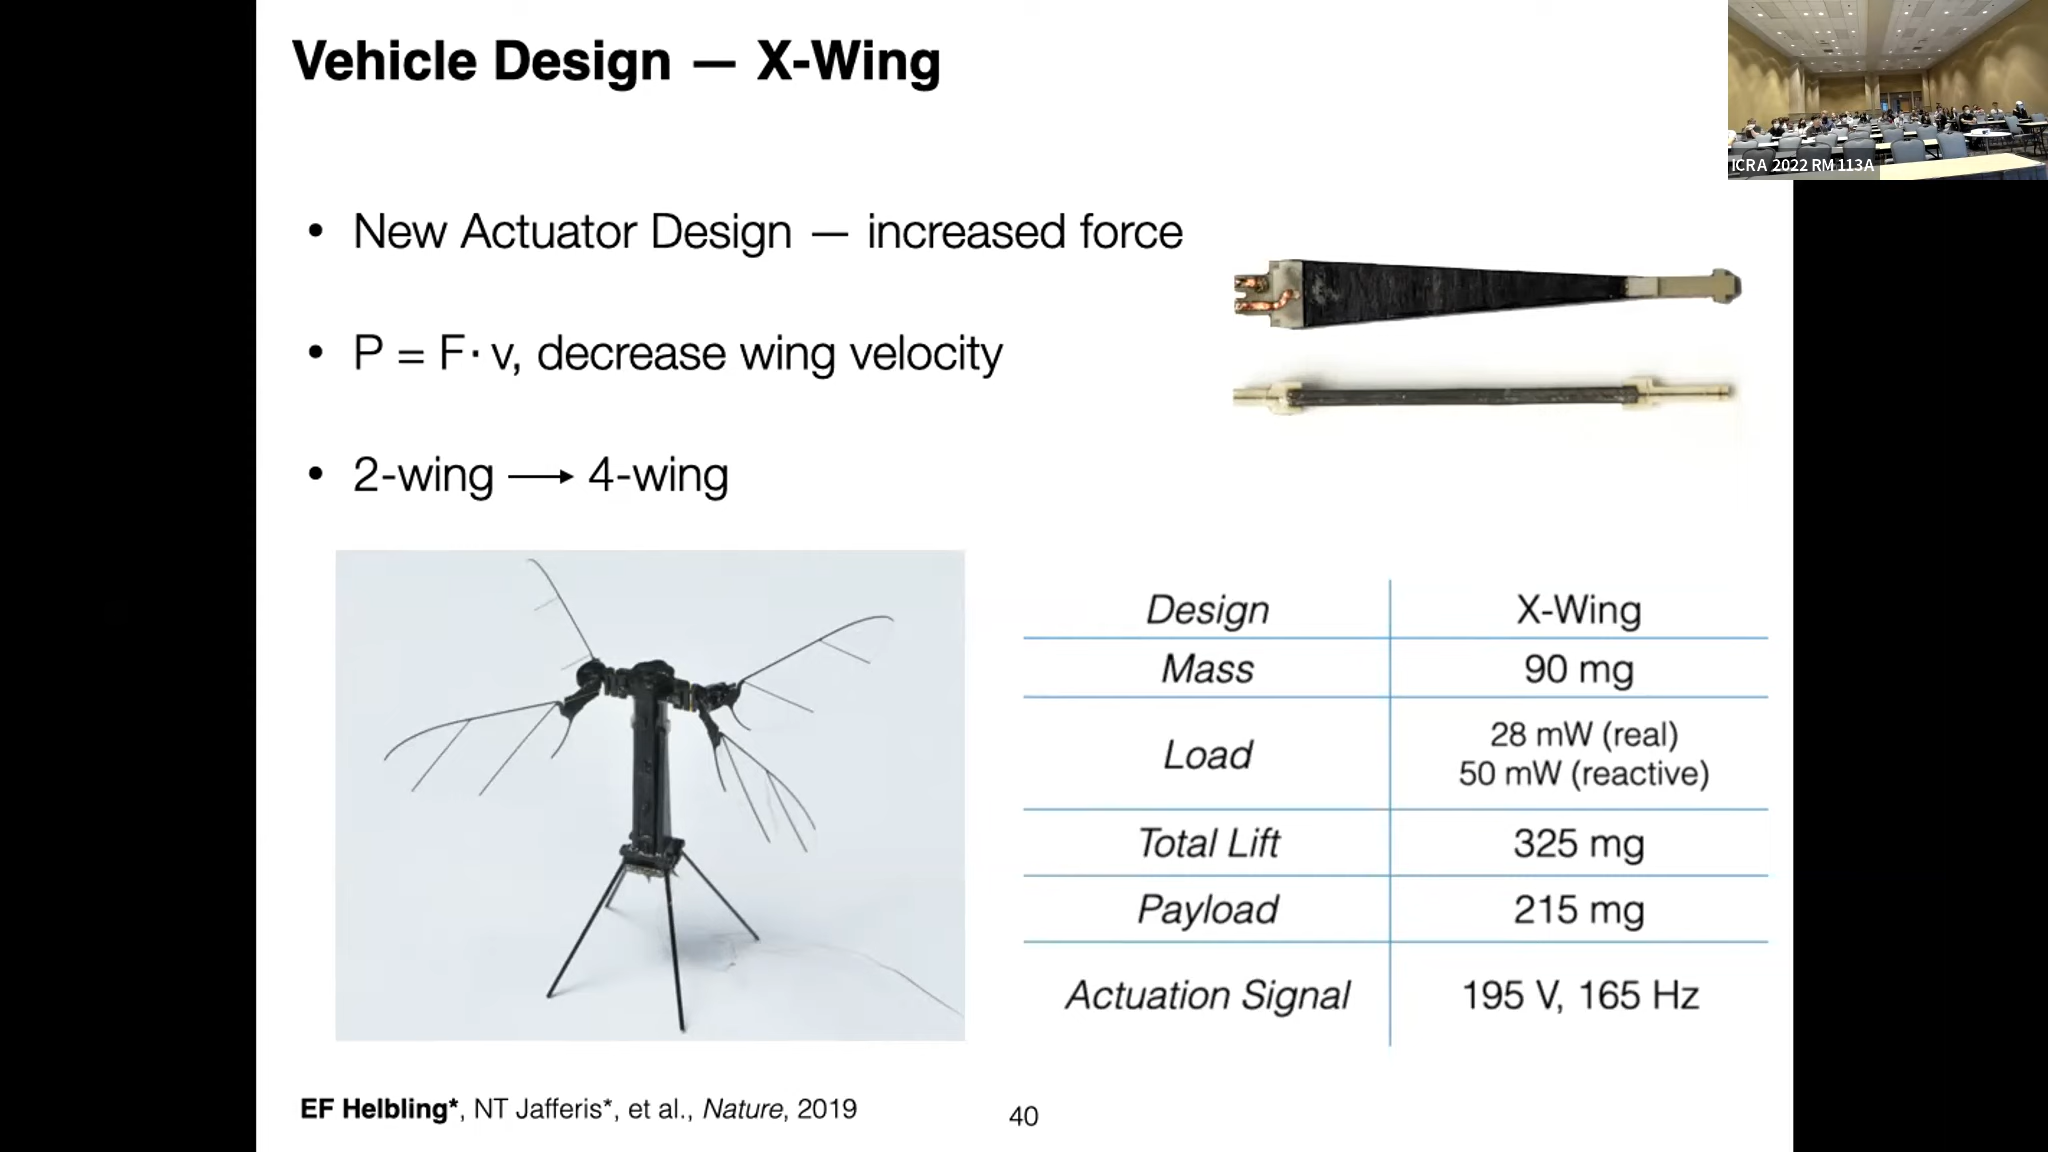 Vehicle Design — X-Wing
ICRA 2022 RM 113A
• New Actuator Design — increased force
• P = F · v, decrease wing velocity
• 2-wing ⟶ 4-wing
Design X-Wing
Mass 90 mg
Load 28 mW (real)
50 mW (reactive)
Total Lift 325 mg
Payload 215 mg
Actuation Signal 195 V, 165 Hz
EF Helbling*, NT Jafferis*, et al., Nature, 2019
40